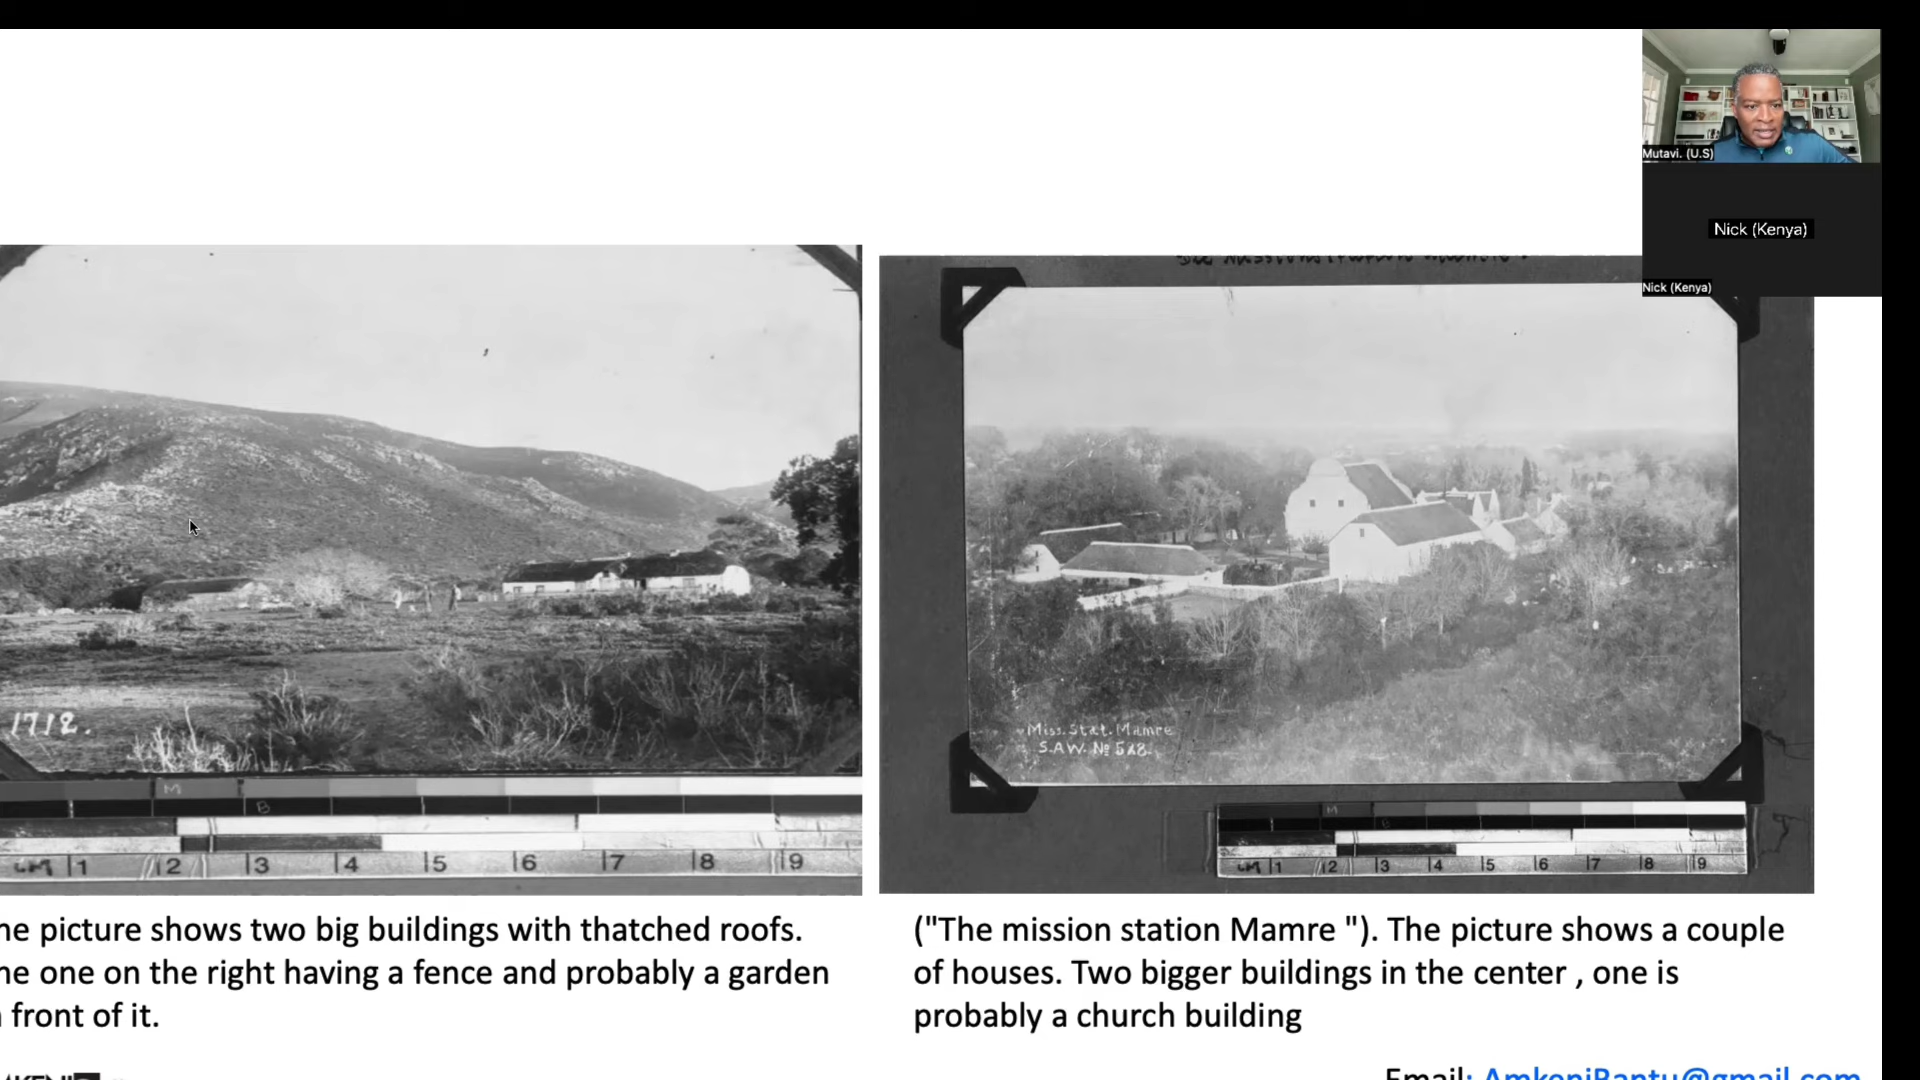 Mutavi. (U.S)
Nick (Kenya)
Nick (Kenya)
1712.
M
B
CM 1 2 3 4 5 6 7 8 9
Miss. Stat. Mamre
S.A.W. № 528.
M
B
CM 1 2 3 4 5 6 7 8 9
he picture shows two big buildings with thatched roofs.
he one on the right having a fence and probably a garden
front of it.
("The mission station Mamre "). The picture shows a couple
of houses. Two bigger buildings in the center , one is
probably a church building
Email: AmkeniBantu@gmail.com